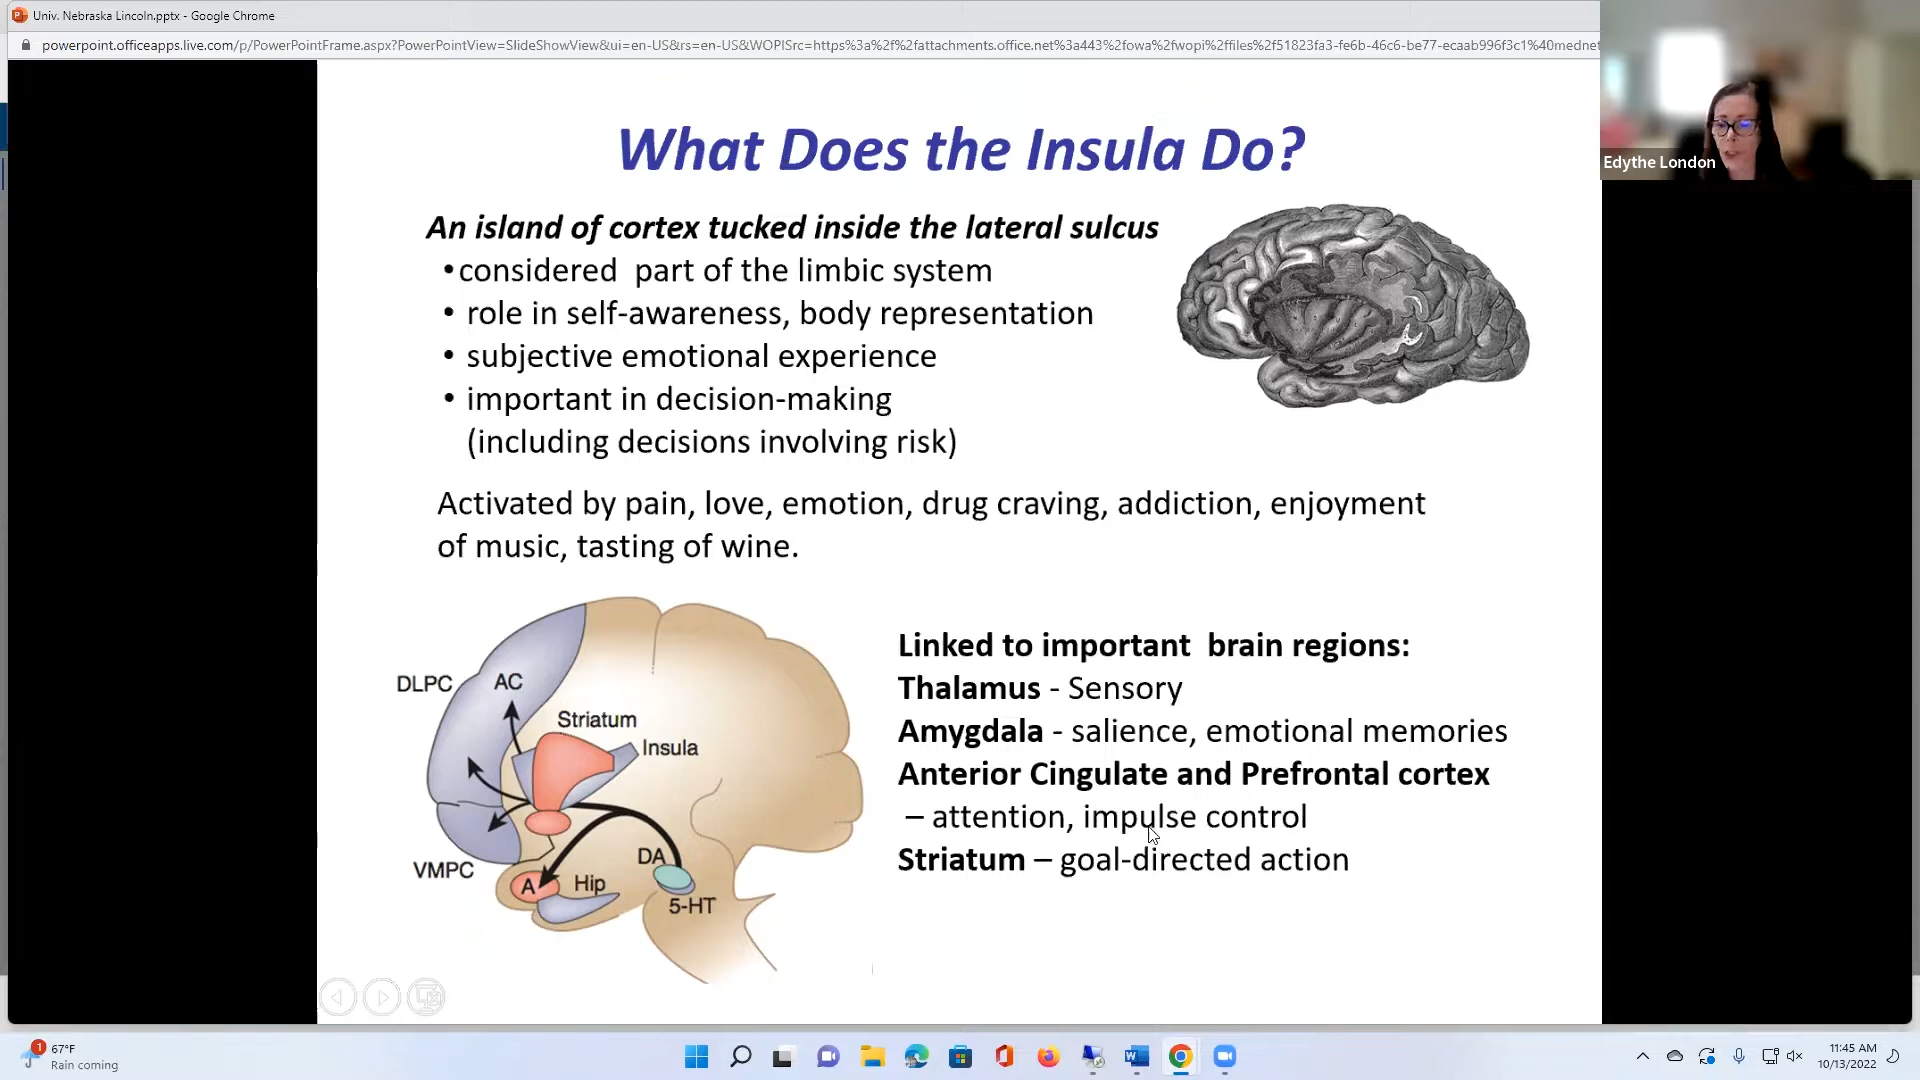 Univ. Nebraska Lincoln.pptx - Google Chrome
powerpoint.officeapps.live.com/p/PowerPointFrame.aspx?PowerPointView=SlideShowView&ui=en-US&rs=en-US&WOPISrc=https%3a%2f%2fattachments.office.net%3a443%2fowa%2fwopi%2ffiles%2f51823fa3-fe6b-46c6-be77-ecaab996f3c1%40mednet
Edythe London
What Does the Insula Do?
An island of cortex tucked inside the lateral sulcus
•considered part of the limbic system
• role in self-awareness, body representation
• subjective emotional experience
• important in decision-making
(including decisions involving risk)
Activated by pain, love, emotion, drug craving, addiction, enjoyment
of music, tasting of wine.
DLPC
AC
Striatum
Insula
VMPC
A
Hip
DA
5-HT
Linked to important brain regions:
Thalamus - Sensory
Amygdala - salience, emotional memories
Anterior Cingulate and Prefrontal cortex
– attention, impulse control
Striatum – goal-directed action
1
67°F
Rain coming
11:45 AM
10/13/2022